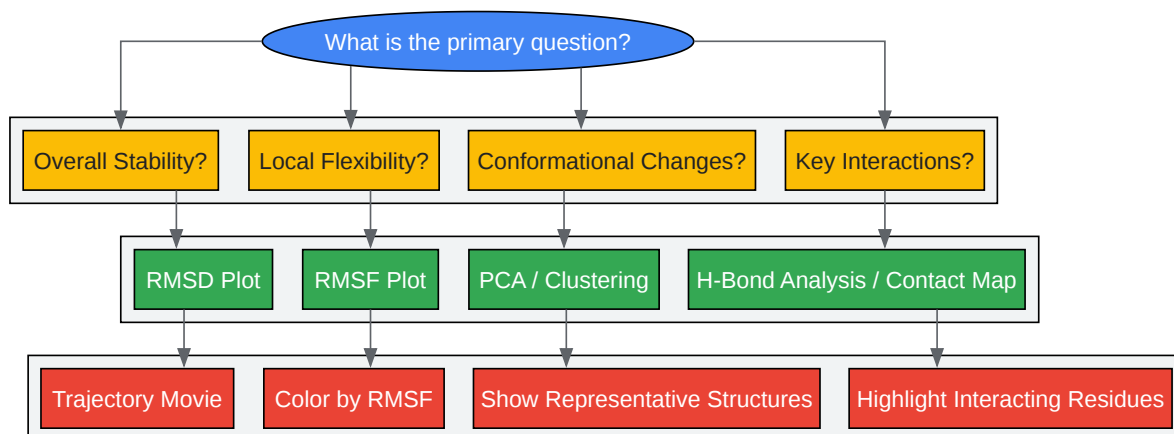 What is the primary question?
Overall Stability?
Local Flexibility?
Conformational Changes?
Key Interactions?
RMSD Plot
RMSF Plot
PCA / Clustering
H-Bond Analysis / Contact Map
Trajectory Movie
Color by RMSF
Show Representative Structures
Highlight Interacting Residues